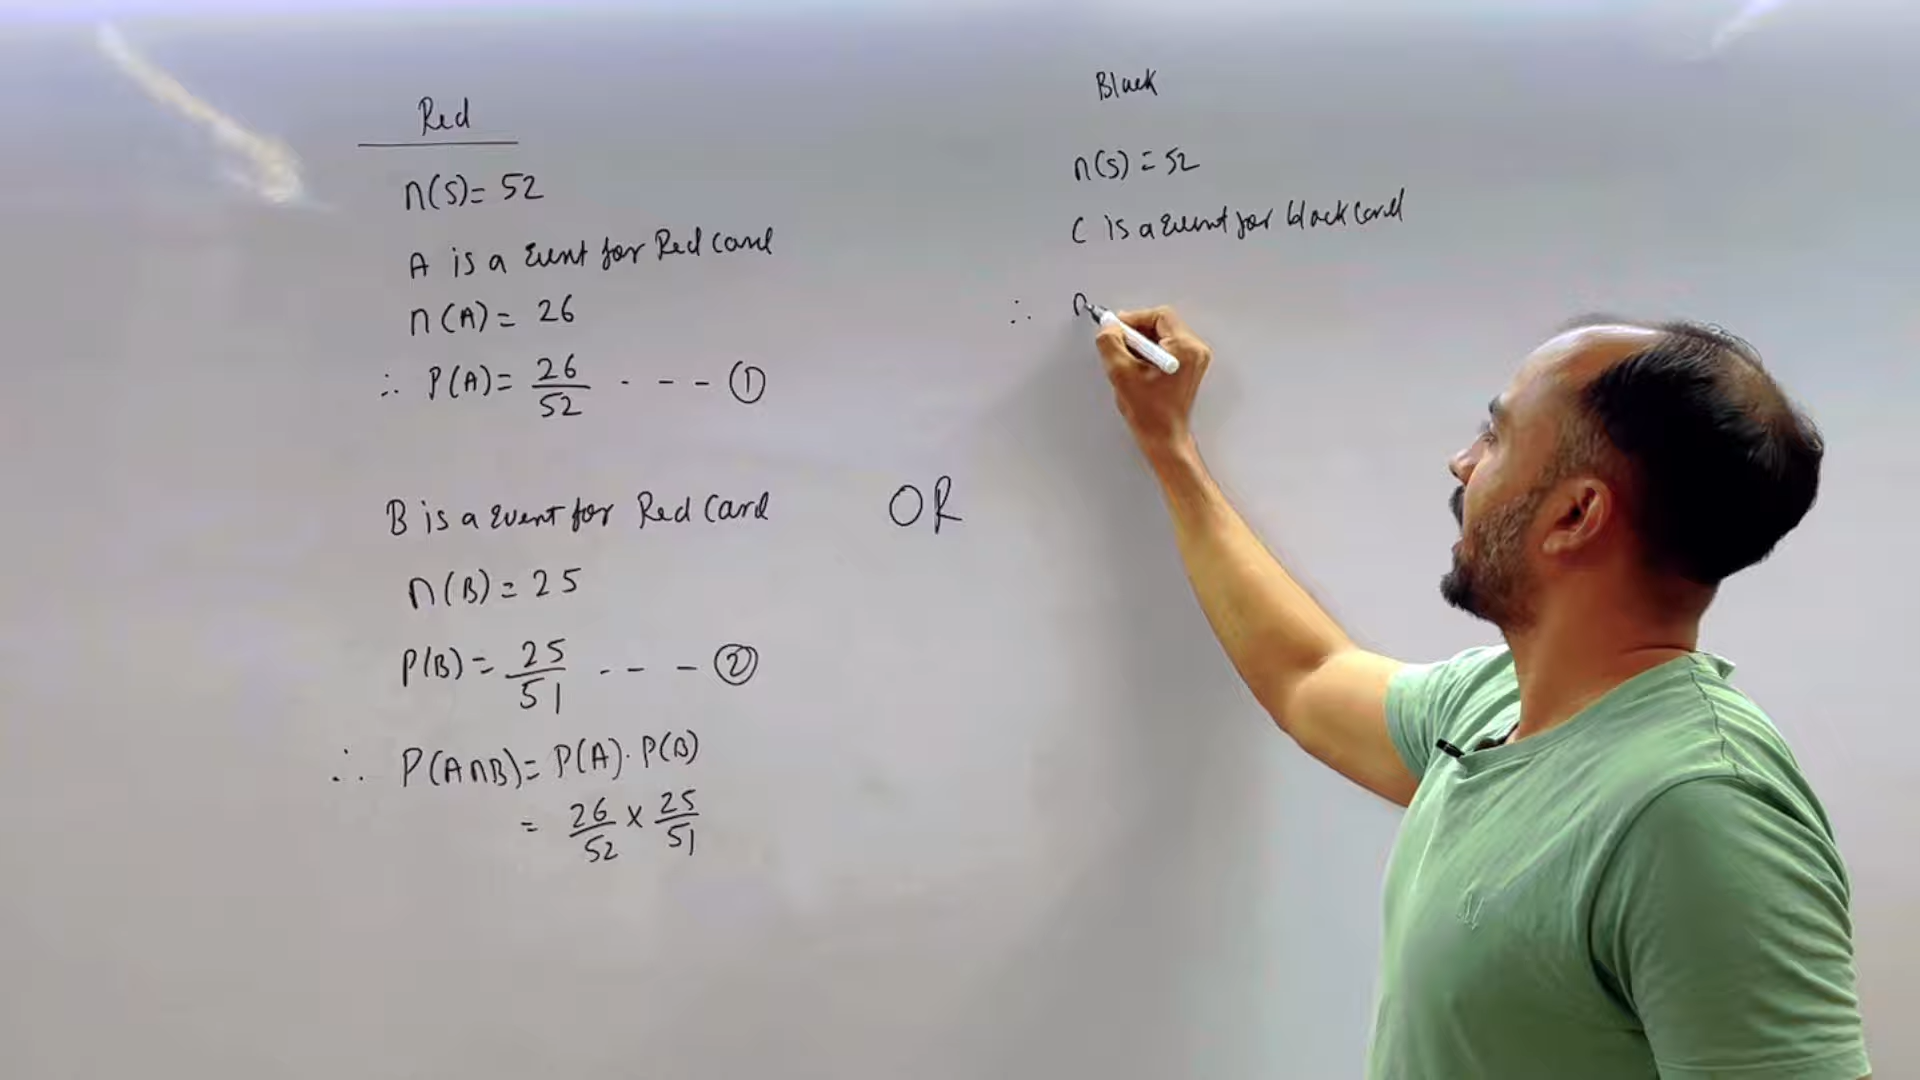 Red
n(S)= 52
A is a Event for Red Card
n(A)= 26
∴ P(A)= 26/52 - - - - ①
B is a Event for Red Card
n(B)= 25
P(B)= 25/51 - - - - ②
∴ P(A∩B)= P(A).P(B)
= 26/52 x 25/51
OR
Black
n(S)= 52
C is a Event for black Card
∴ n